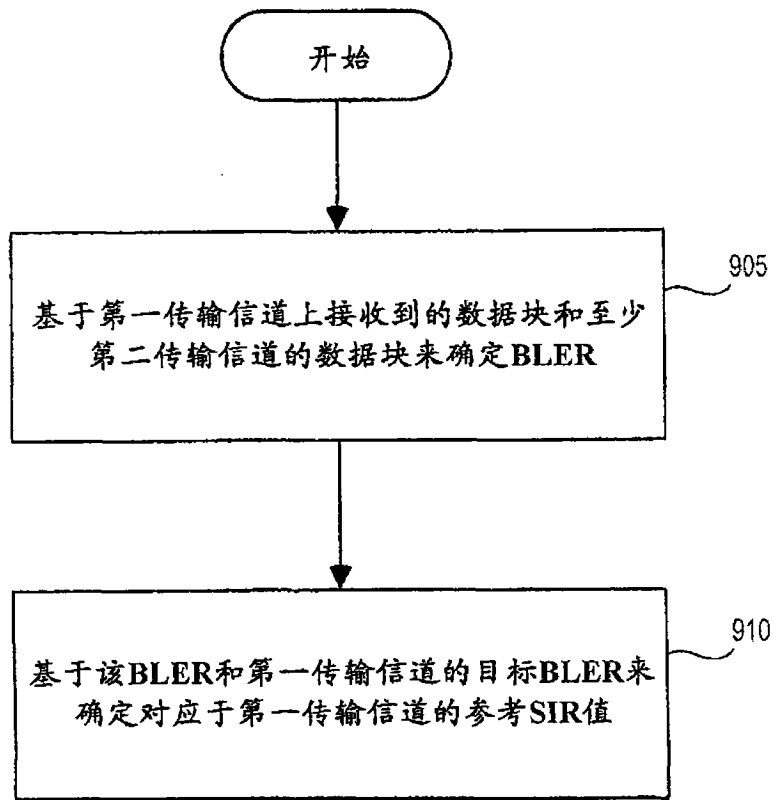 开始
905
基于第一传输信道上接收到的数据块和至少
第二传输信道的数据块来确定BLER
910
基于该BLER和第一传输信道的目标BLER来
确定对应于第一传输信道的参考SIR值